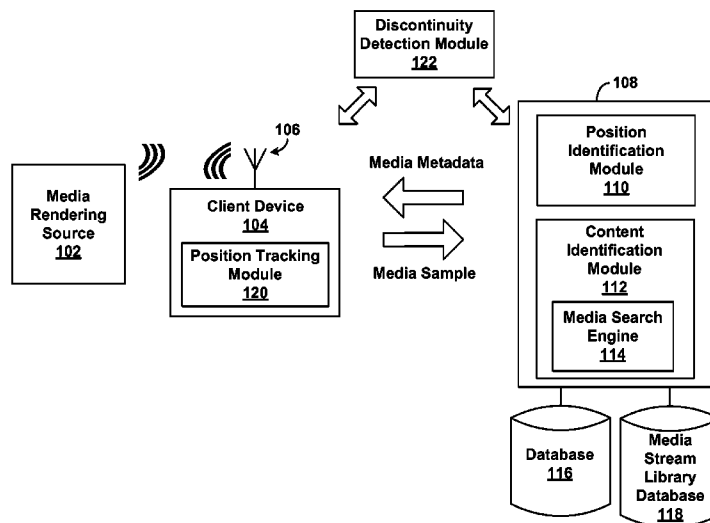 Discontinuity
Detection Module
122
108
106
Position
Identification
Module
110
Media Metadata
Media
Rendering
Source
102
Client Device
104
Position Tracking
Module
120
Media Sample
Content
Identification
Module
112
Media Search
Engine
114
Database
116
Media
Stream
Library
Database
118